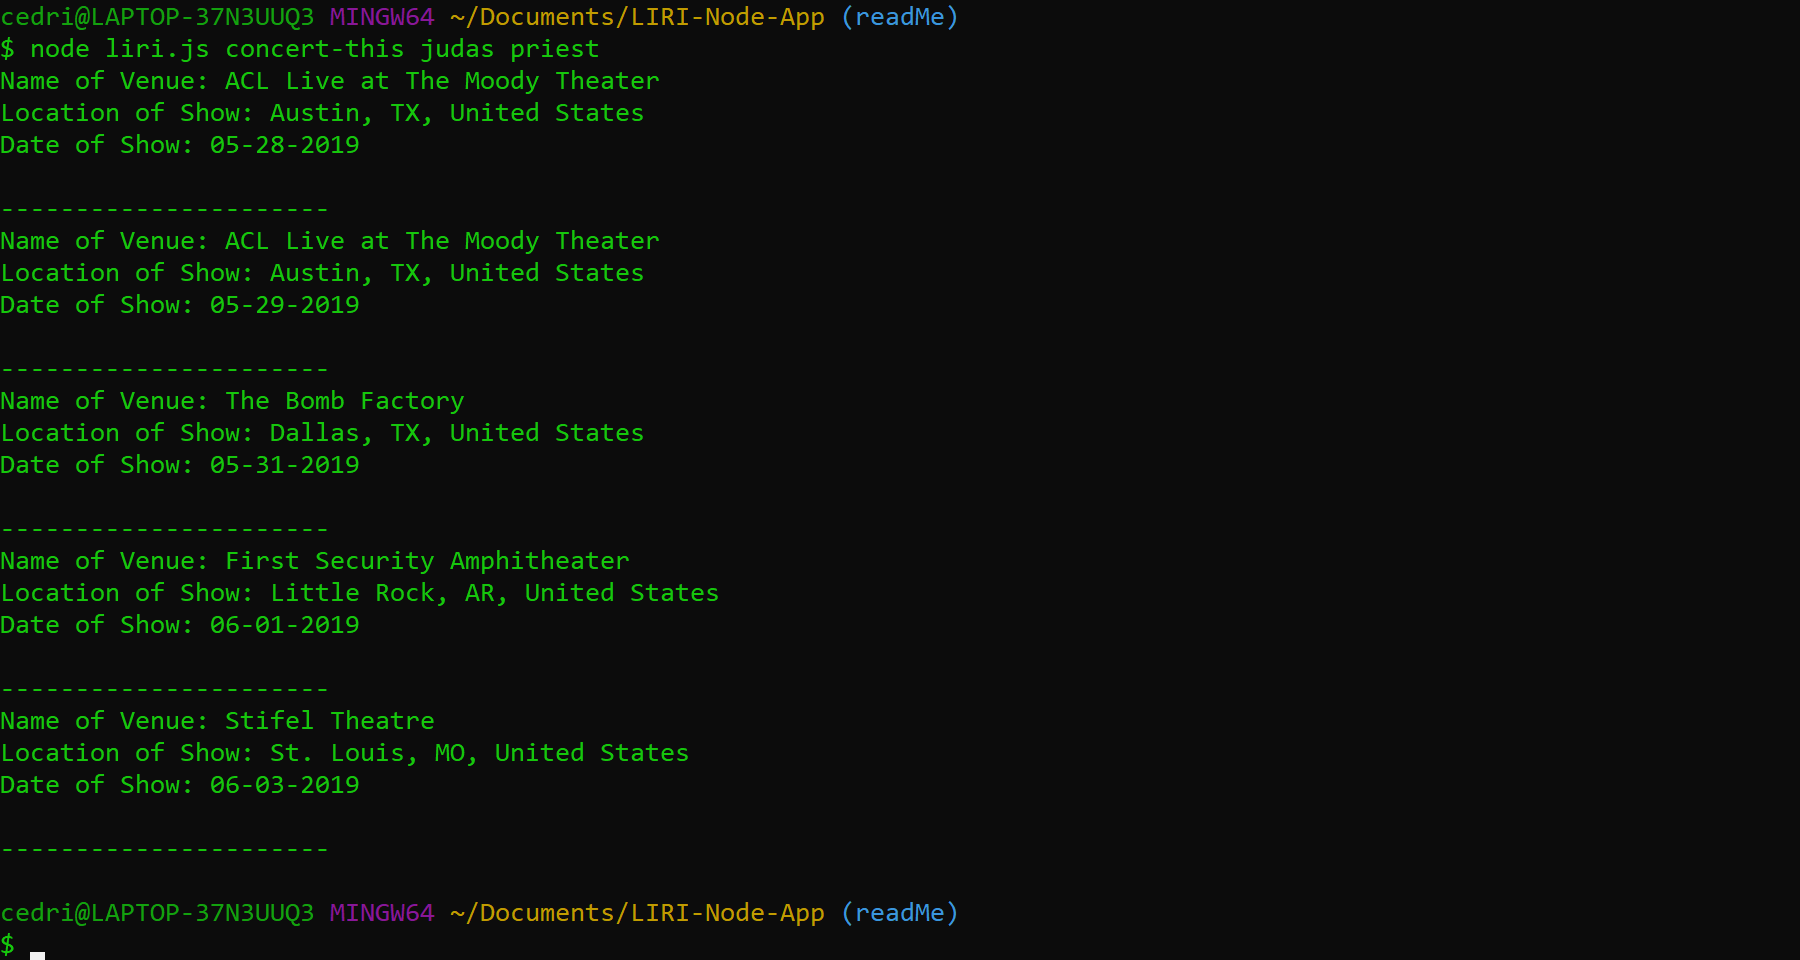 cedri@LAPTOP-37N3UUQ3 MINGW64 ~/Documents/LIRI-Node-App (readMe)
$ node liri.js concert-this judas priest
Name of Venue: ACL Live at The Moody Theater
Location of Show: Austin, TX, United States
Date of Show: 05-28-2019
----------------------
Name of Venue: ACL Live at The Moody Theater
Location of Show: Austin, TX, United States
Date of Show: 05-29-2019
----------------------
Name of Venue: The Bomb Factory
Location of Show: Dallas, TX, United States
Date of Show: 05-31-2019
----------------------
Name of Venue: First Security Amphitheater
Location of Show: Little Rock, AR, United States
Date of Show: 06-01-2019
----------------------
Name of Venue: Stifel Theatre
Location of Show: St. Louis, MO, United States
Date of Show: 06-03-2019
----------------------
cedri@LAPTOP-37N3UUQ3 MINGW64 ~/Documents/LIRI-Node-App (readMe)
$